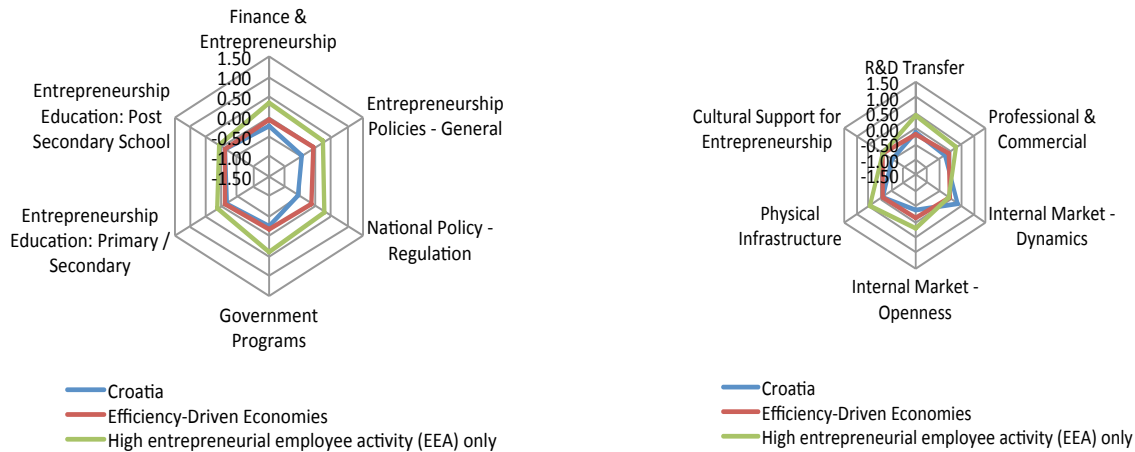 Finance &
Entrepreneurship
1.50
1.00
0.50
0.00
-0.50
-1.00
-1.50
Entrepreneurship
Policies - General
National Policy -
Regulation
Government
Programs
Entrepreneurship
Education: Primary /
Secondary
Entrepreneurship
Education: Post
Secondary School
Croatia
Efficiency-Driven Economies
High entrepreneurial employee activity (EEA) only
R&D Transfer
1.50
1.00
0.50
0.00
-0.50
-1.00
-1.50
Professional &
Commercial
Internal Market -
Dynamics
Internal Market -
Openness
Physical
Infrastructure
Cultural Support for
Entrepreneurship
Croatia
Efficiency-Driven Economies
High entrepreneurial employee activity (EEA) only